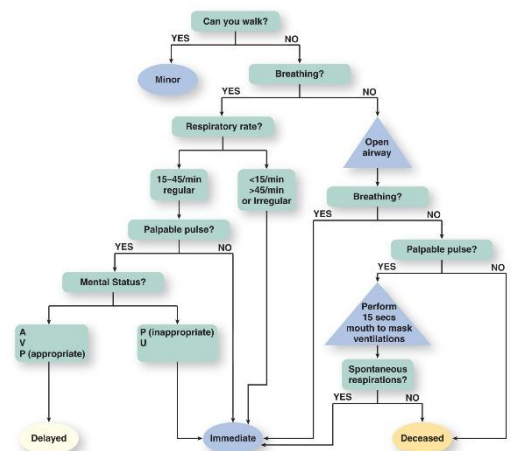 Can you walk?
YES
NO
Minor
Breathing?
YES
NO
Respiratory rate?
Open
airway
15–45/min
regular
<15/min
>45/min
or Irregular
Breathing?
YES
NO
Palpable pulse?
YES
NO
Palpable pulse?
YES
NO
Mental Status?
Perform
15 secs
mouth to mask
ventilations
A
V
P (appropriate)
P (inappropriate)
U
Spontaneous
respirations?
YES
NO
Delayed
Immediate
Deceased